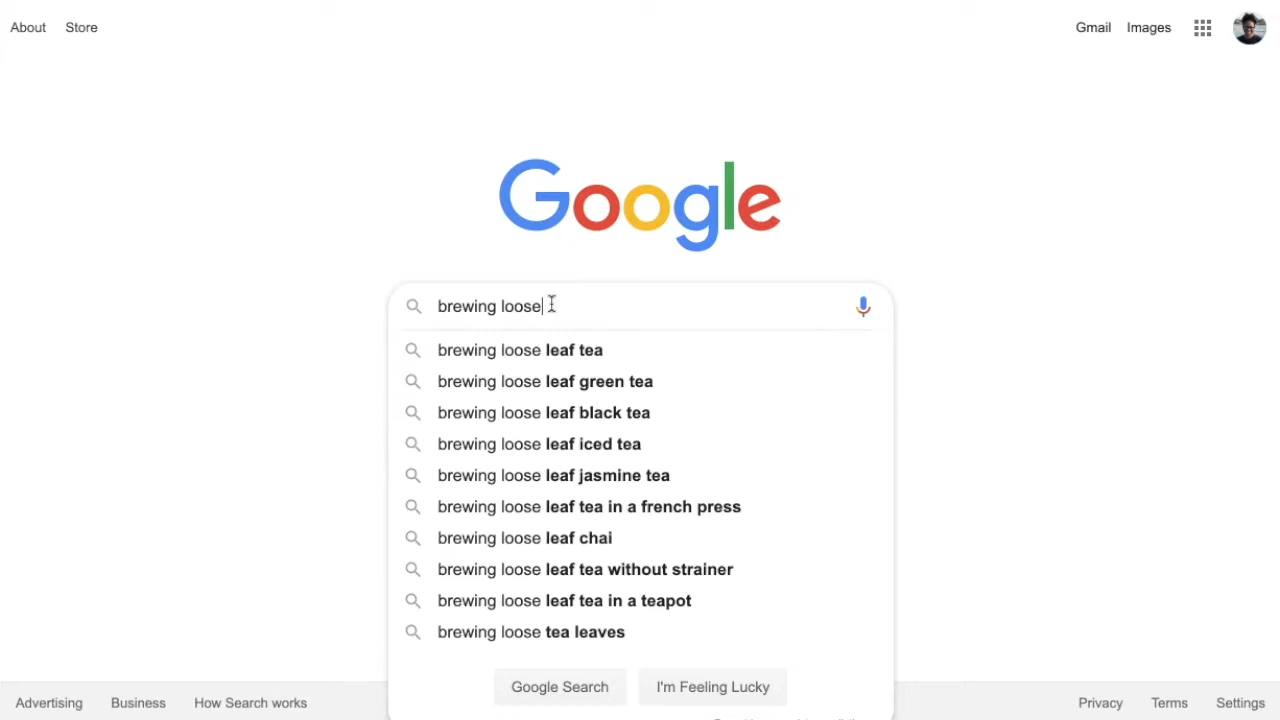 About Store Gmail Images
Google
brewing loose
brewing loose leaf tea
brewing loose leaf green tea
brewing loose leaf black tea
brewing loose leaf iced tea
brewing loose leaf jasmine tea
brewing loose leaf tea in a french press
brewing loose leaf chai
brewing loose leaf tea without strainer
brewing loose leaf tea in a teapot
brewing loose tea leaves
Google Search I'm Feeling Lucky
Advertising Business How Search works Privacy Terms Settings